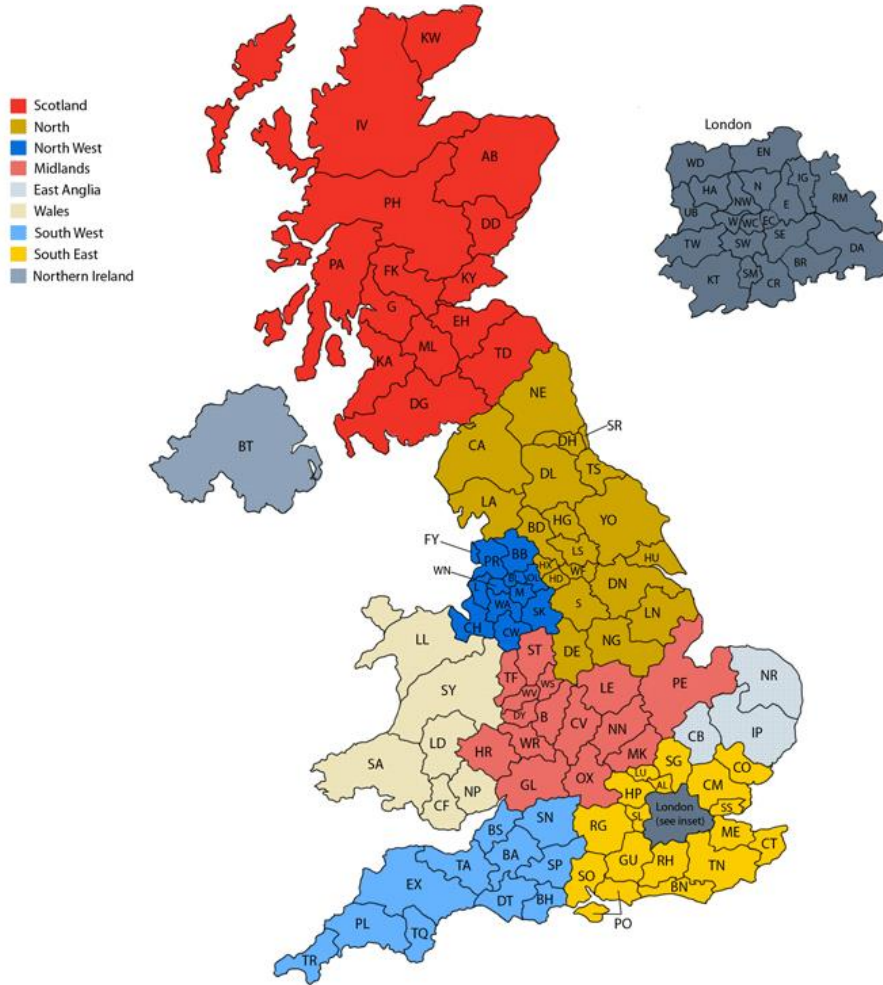 Scotland
North
North West
Midlands
East Anglia
Wales
South West
South East
Northern Ireland
London
WD
EN
HA
N
IG
RM
NW
E
UB
W
WC
EC
TW
SW
SE
DA
KT
SM
CR
BR
KW
IV
AB
PH
DD
PA
FK
KY
G
EH
ML
TD
KA
DG
BT
NE
SR
CA
DH
DL
TS
LA
BD
HG
YO
FY
PR
BB
HX
LS
HU
WN
BL
OL
HD
WF
DN
M
S
LN
WA
SK
CH
CW
DE
NG
LL
ST
TF
WS
LE
PE
NR
SY
WV
DY
B
CV
NN
CB
IP
LD
HR
WR
MK
SG
CO
SA
NP
GL
OX
LU
AL
CM
HP
CF
SL
London
(see inset)
SS
SN
BS
RG
ME
CT
TA
BA
SP
GU
RH
TN
EX
SO
BN
DT
BH
PL
TQ
PO
TR